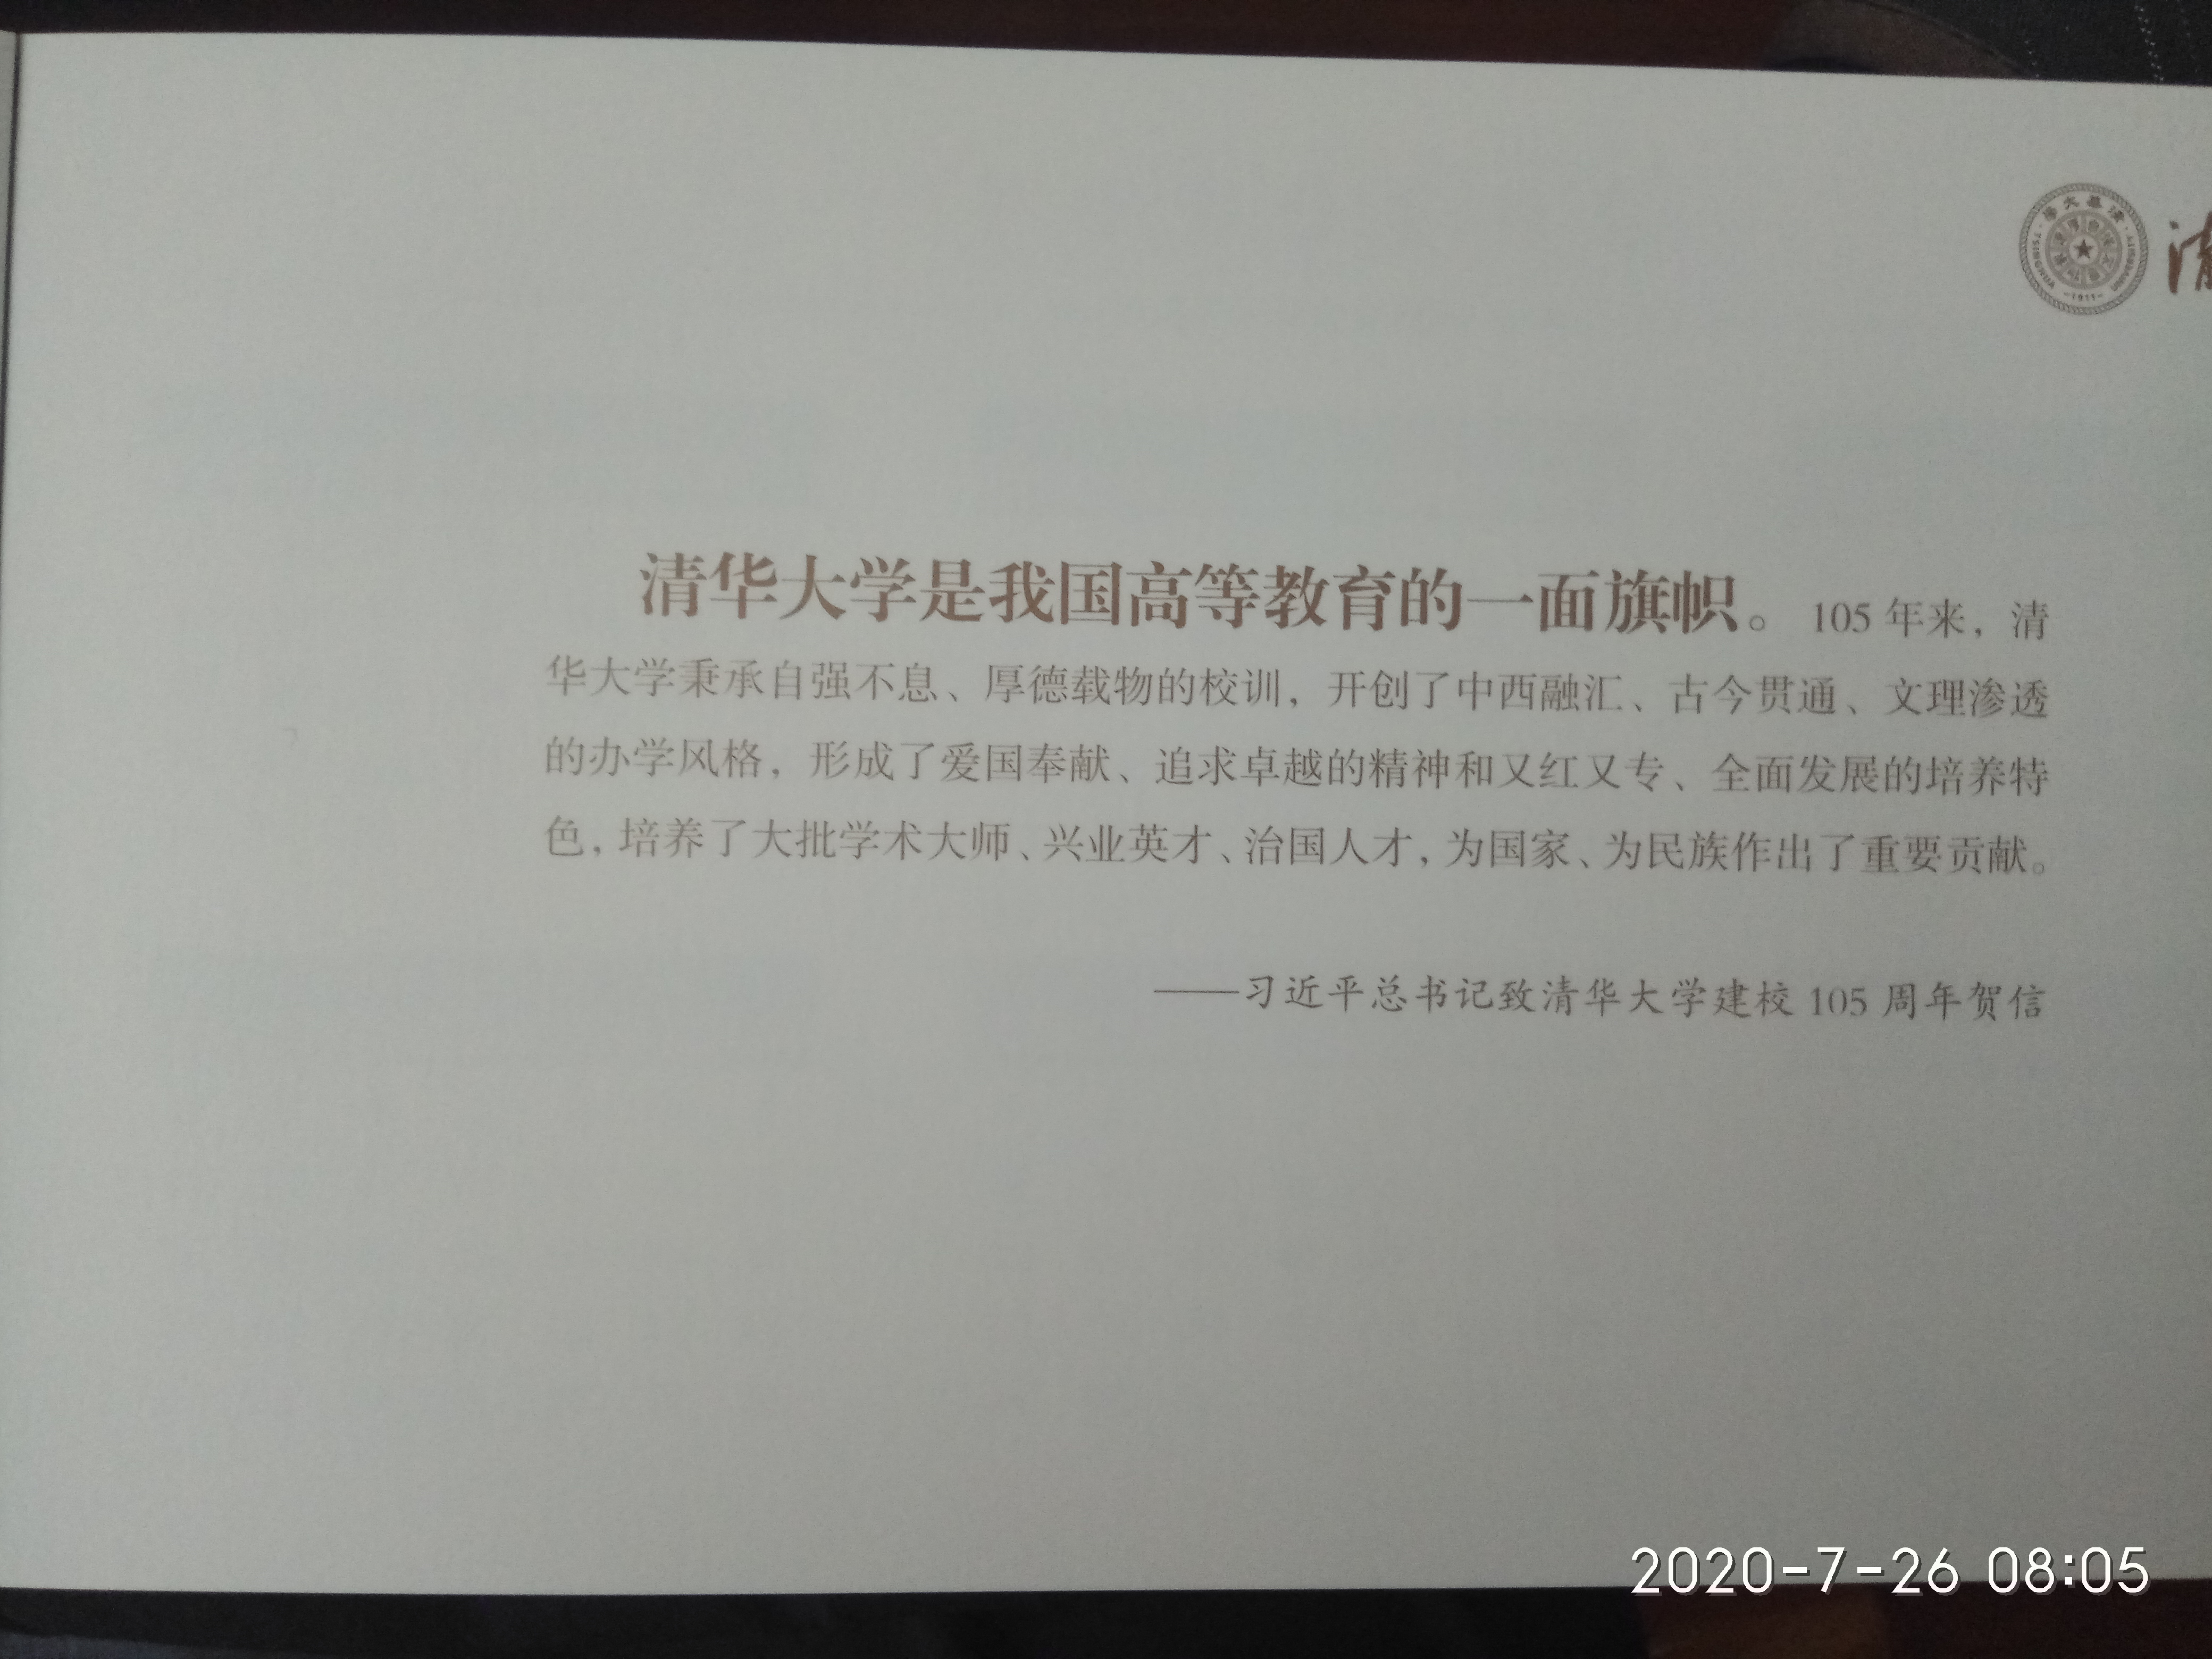 清
清华大学是我国高等教育的一面旗帜。105 年来，清
华大学秉承自强不息、厚德载物的校训，开创了中西融汇、古今贯通、文理渗透
的办学风格，形成了爱国奉献、追求卓越的精神和又红又专、全面发展的培养特
色，培养了大批学术大师、兴业英才、治国人才，为国家、为民族作出了重要贡献。
——习近平总书记致清华大学建校 105 周年贺信
2020-7-26 08:05